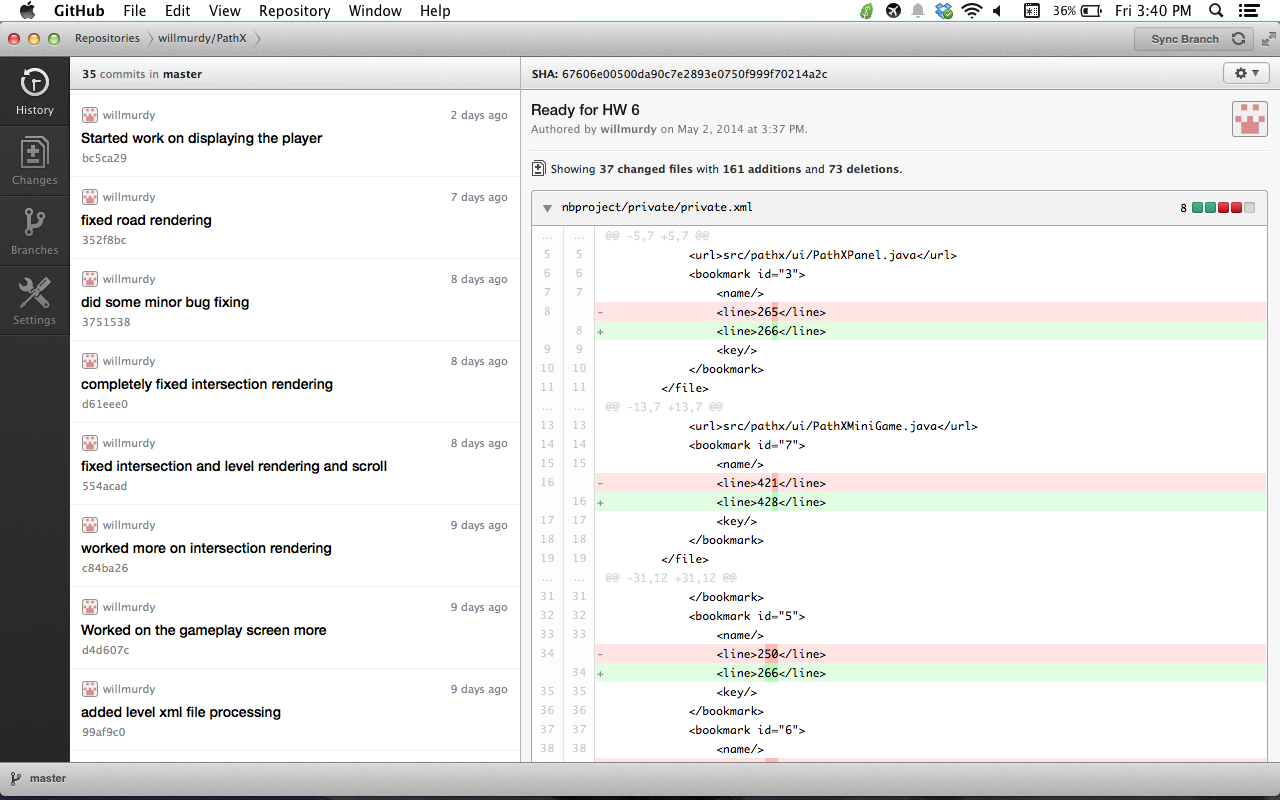 GitHub File Edit View Repository Window Help 36% Fri 3:40 PM
Repositories willmurdy/PathX Sync Branch
History
Changes
Branches
Settings
35 commits in master
willmurdy 2 days ago
Started work on displaying the player
bc5ca29
willmurdy 7 days ago
fixed road rendering
352f8bc
willmurdy 8 days ago
did some minor bug fixing
3751538
willmurdy 8 days ago
completely fixed intersection rendering
d61eee0
willmurdy 8 days ago
fixed intersection and level rendering and scroll
554acad
willmurdy 9 days ago
worked more on intersection rendering
c84ba26
willmurdy 9 days ago
Worked on the gameplay screen more
d4d607c
willmurdy 9 days ago
added level xml file processing
99af9c0
SHA: 67606e00500da90c7e2893e0750f999f70214a2c
Ready for HW 6
Authored by willmurdy on May 2, 2014 at 3:37 PM.
Showing 37 changed files with 161 additions and 73 deletions.
nbproject/private/private.xml 8
... ... @@ -5,7 +5,7 @@
5 5 <url>src/pathx/ui/PathXPanel.java</url>
6 6 <bookmark id="3">
7 7 <name/>
8 - <line>265</line>
8 + <line>266</line>
9 9 <key/>
10 10 </bookmark>
11 11 </file>
... ... @@ -13,7 +13,7 @@
13 13 <url>src/pathx/ui/PathXMiniGame.java</url>
14 14 <bookmark id="7">
15 15 <name/>
16 - <line>421</line>
16 + <line>428</line>
17 17 <key/>
18 18 </bookmark>
19 19 </file>
... ... @@ -31,12 +31,12 @@
31 31 </bookmark>
32 32 <bookmark id="5">
33 33 <name/>
34 - <line>250</line>
34 + <line>266</line>
35 35 <key/>
36 36 </bookmark>
37 37 <bookmark id="6">
38 38 <name/>
master